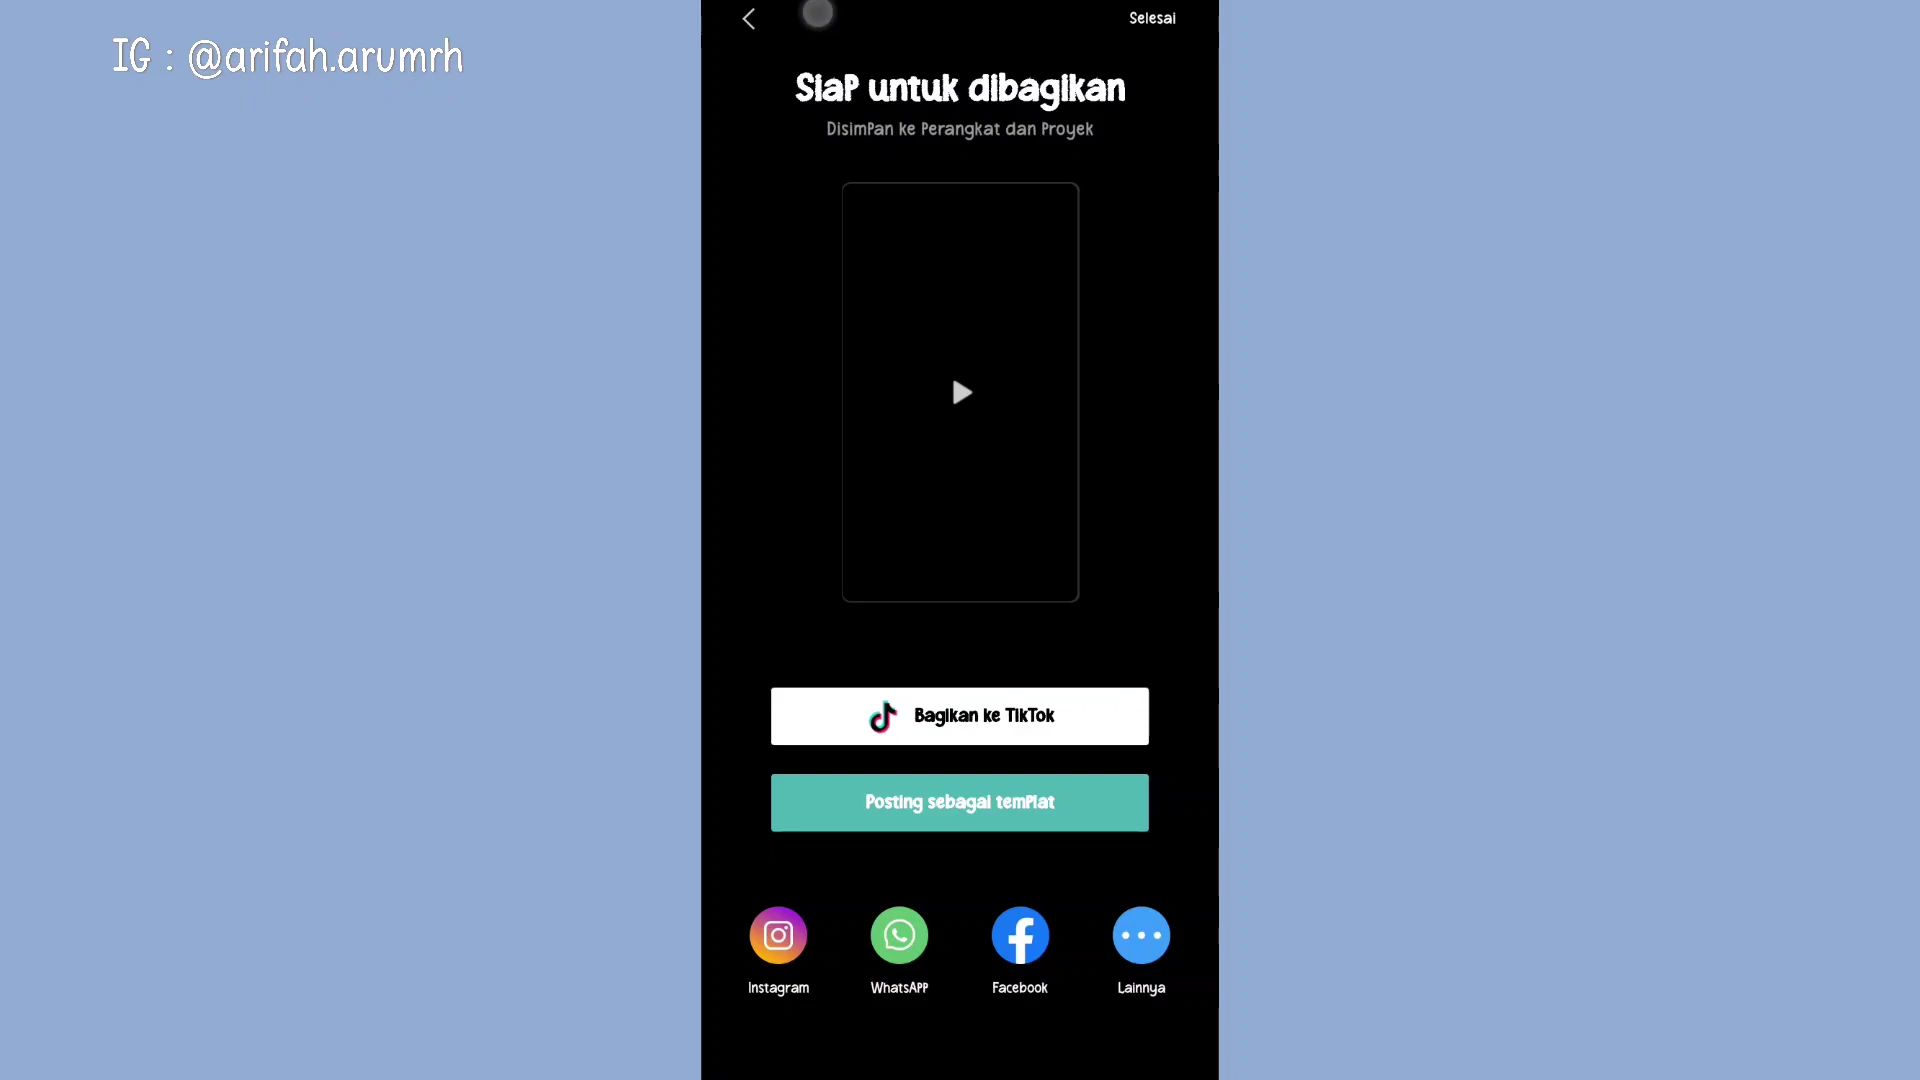 IG : @arifah.arumrh
Selesai
Siap untuk dibagikan
Disimpan ke Perangkat dan Proyek
Bagikan ke TikTok
Posting sebagai templat
Instagram
WhatsApp
Facebook
Lainnya